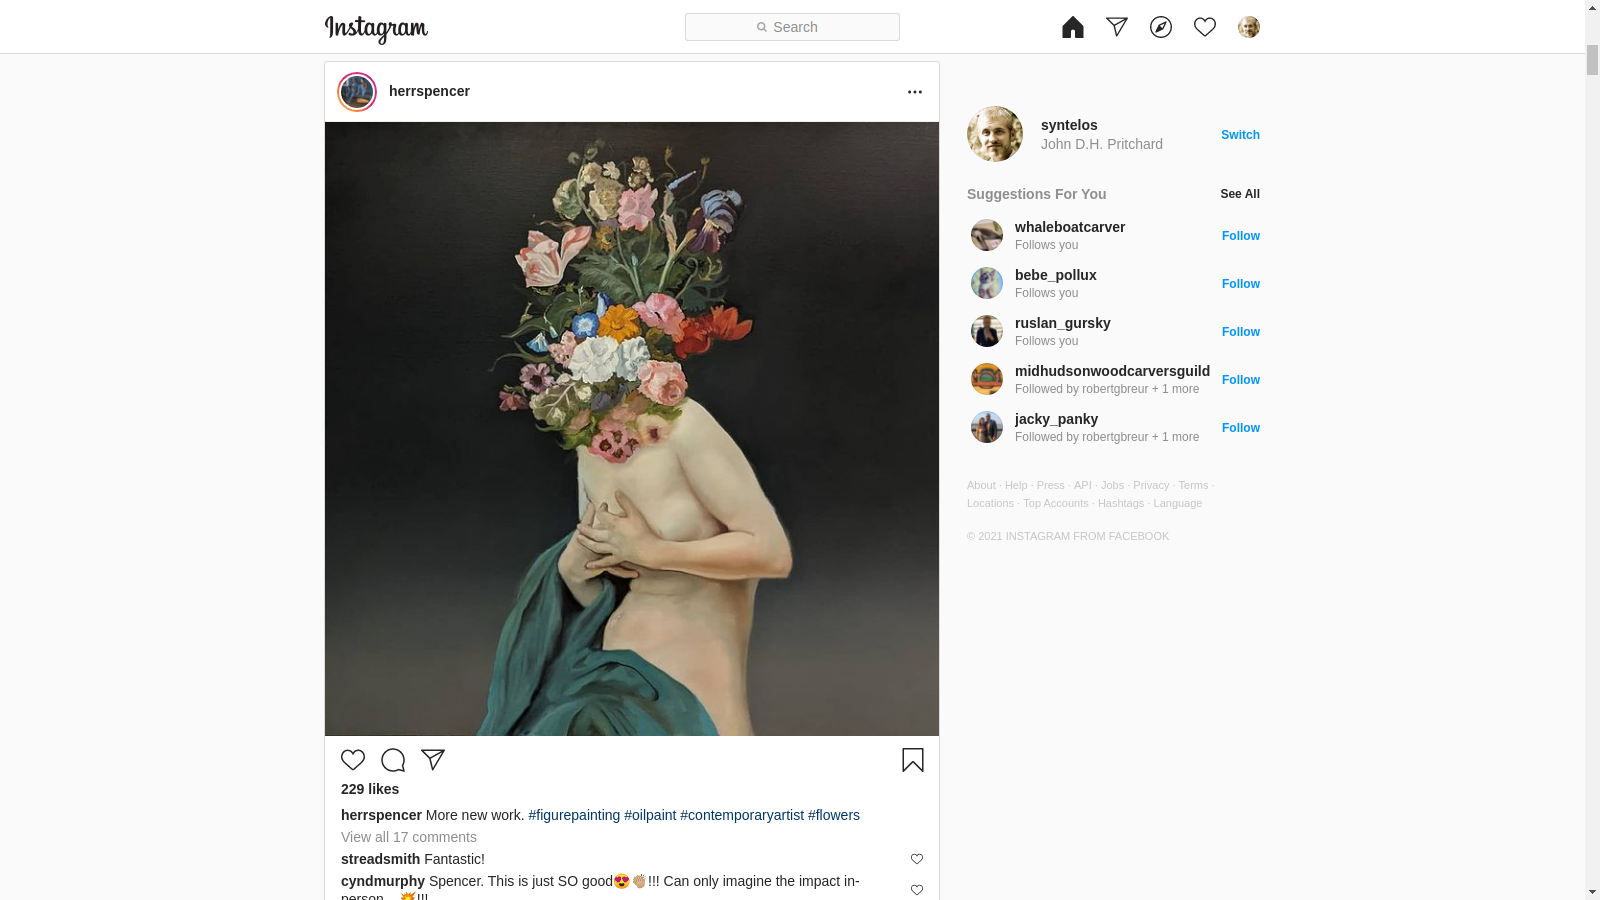 Instagram
Search
herrspencer
syntelos
John D.H. Pritchard
Switch
Suggestions For You
See All
whaleboatcarver
Follows you
Follow
bebe_pollux
Follows you
Follow
ruslan_gursky
Follows you
Follow
midhudsonwoodcarversguild
Followed by robertgbreur + 1 more
Follow
jacky_panky
Followed by robertgbreur + 1 more
Follow
About · Help · Press · API · Jobs · Privacy · Terms ·
Locations · Top Accounts · Hashtags · Language
© 2021 INSTAGRAM FROM FACEBOOK
229 likes
herrspencer More new work. #figurepainting #oilpaint #contemporaryartist #flowers
View all 17 comments
streadsmith Fantastic!
cyndmurphy Spencer. This is just SO good😍👏🏼!!! Can only imagine the impact in-
person... 💥!!!